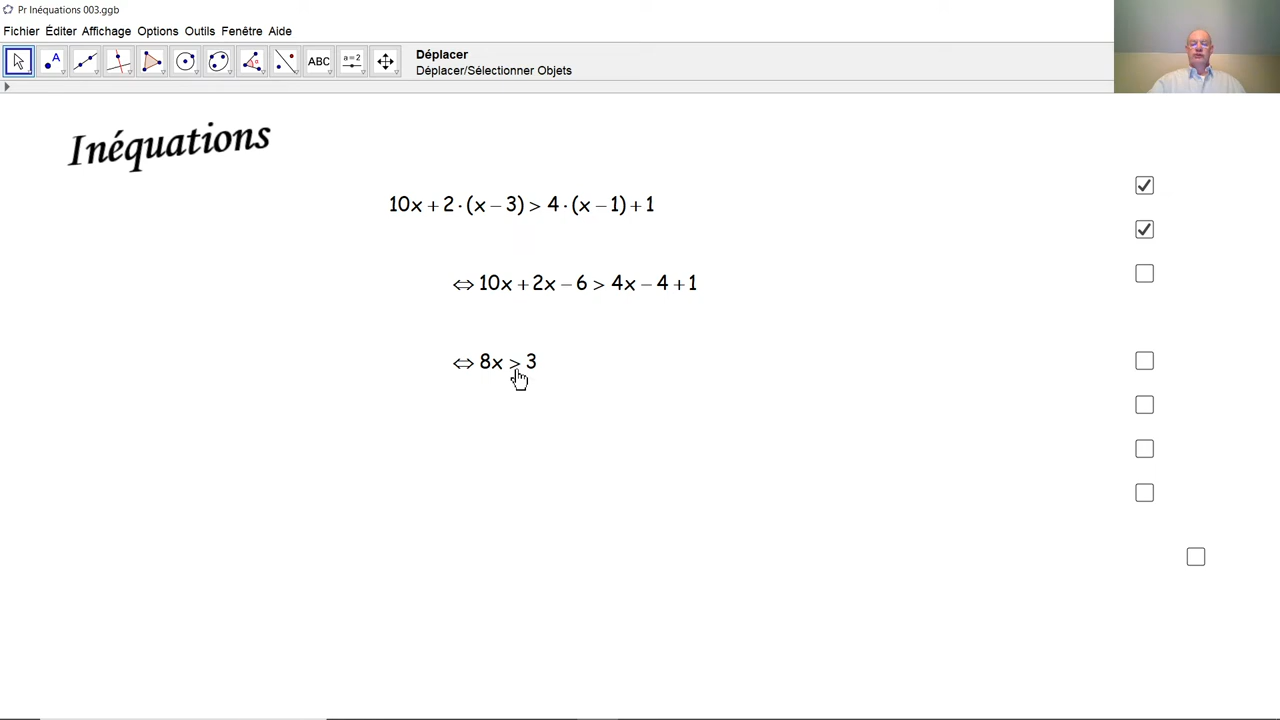 Pr Inéquations 003.ggb
Fichier Éditer Affichage Options Outils Fenêtre Aide
A
ABC
a=2
Déplacer
Déplacer/Sélectionner Objets
Inéquations
10x + 2 · (x − 3) > 4 · (x − 1) + 1
⇔ 10x + 2x − 6 > 4x − 4 + 1
⇔ 8x > 3